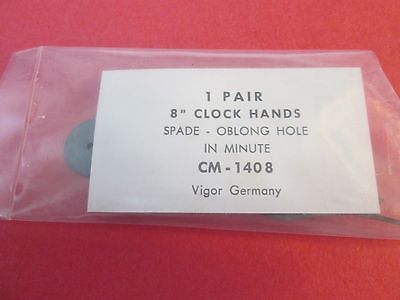 1 PAIR
8" CLOCK HANDS
SPADE - OBLONG HOLE
IN MINUTE
CM - 1408
Vigor Germany